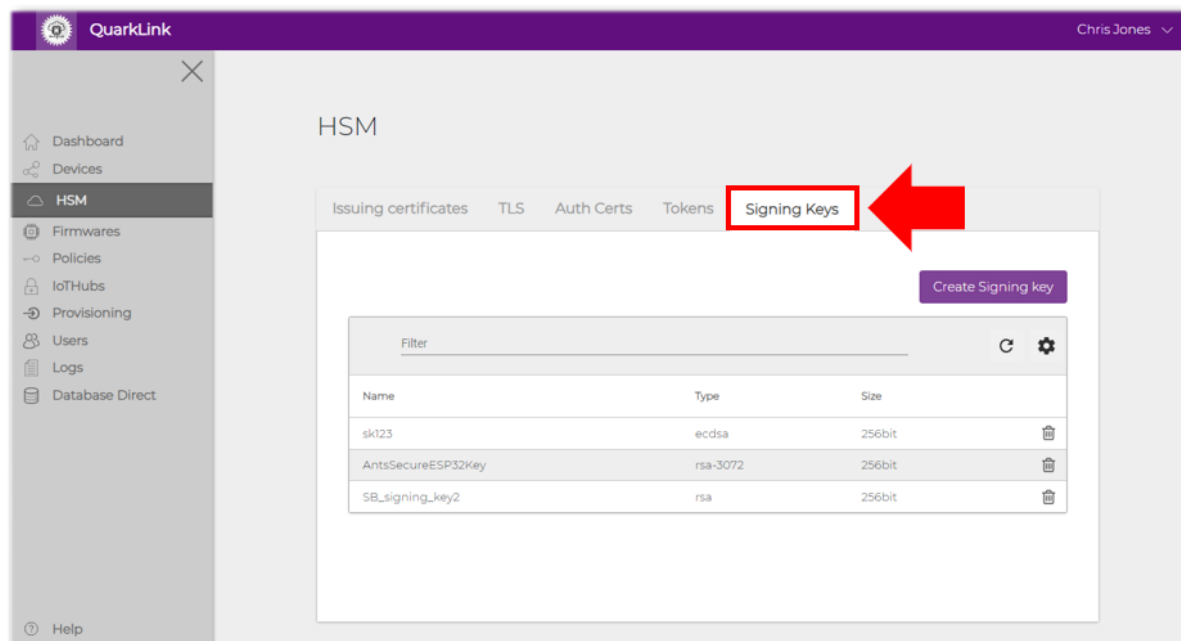 QuarkLink
Chris Jones
Dashboard
Devices
HSM
Firmwares
Policies
IoTHubs
Provisioning
Users
Logs
Database Direct
Help
HSM
Issuing certificates TLS Auth Certs Tokens Signing Keys
Create Signing key
Filter
Name Type Size
sk123 ecdsa 256bit
AntsSecureESP32Key rsa-3072 256bit
SB_signing_key2 rsa 256bit